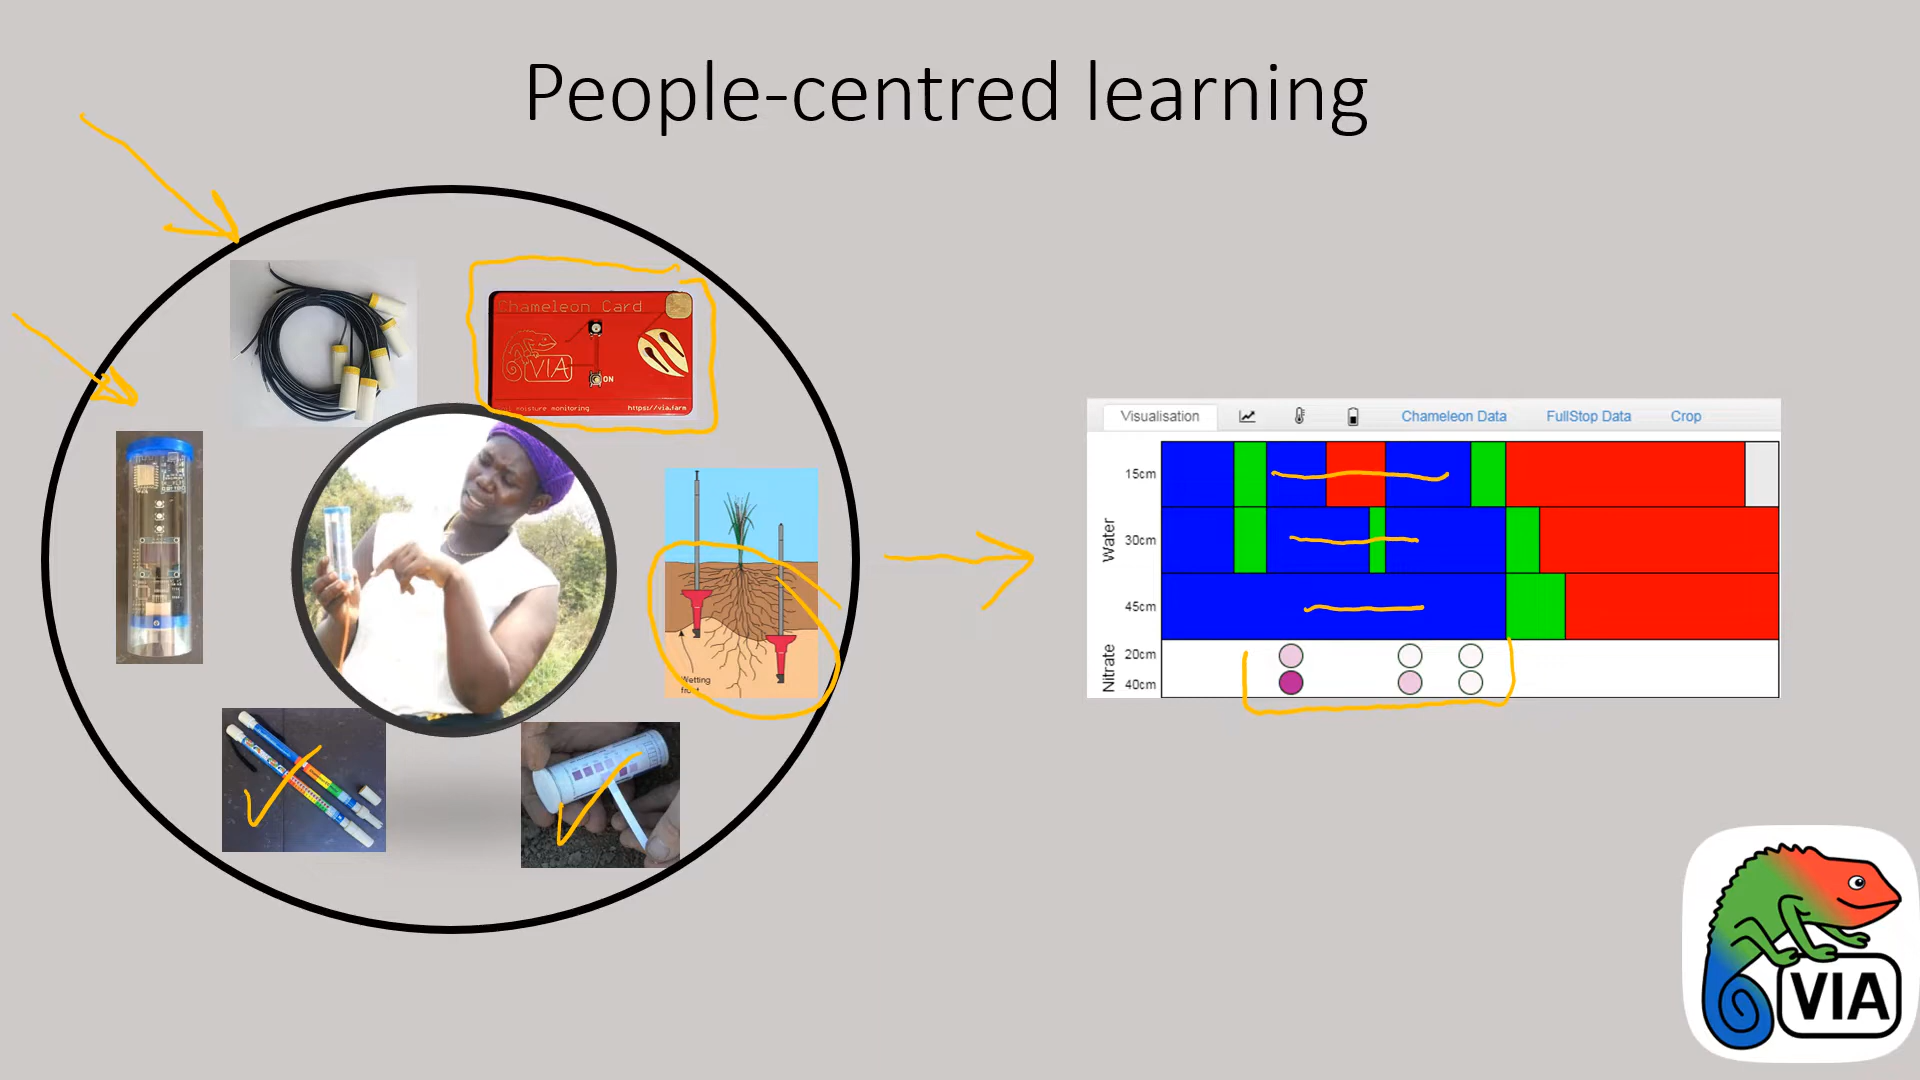 People-centred learning
Chameleon Card
VIA
ON
moisture monitoring
https://via.farm
Wetting
front
Visualisation
Chameleon Data
FullStop Data
Crop
Water
15cm
30cm
45cm
Nitrate
20cm
40cm
VIA